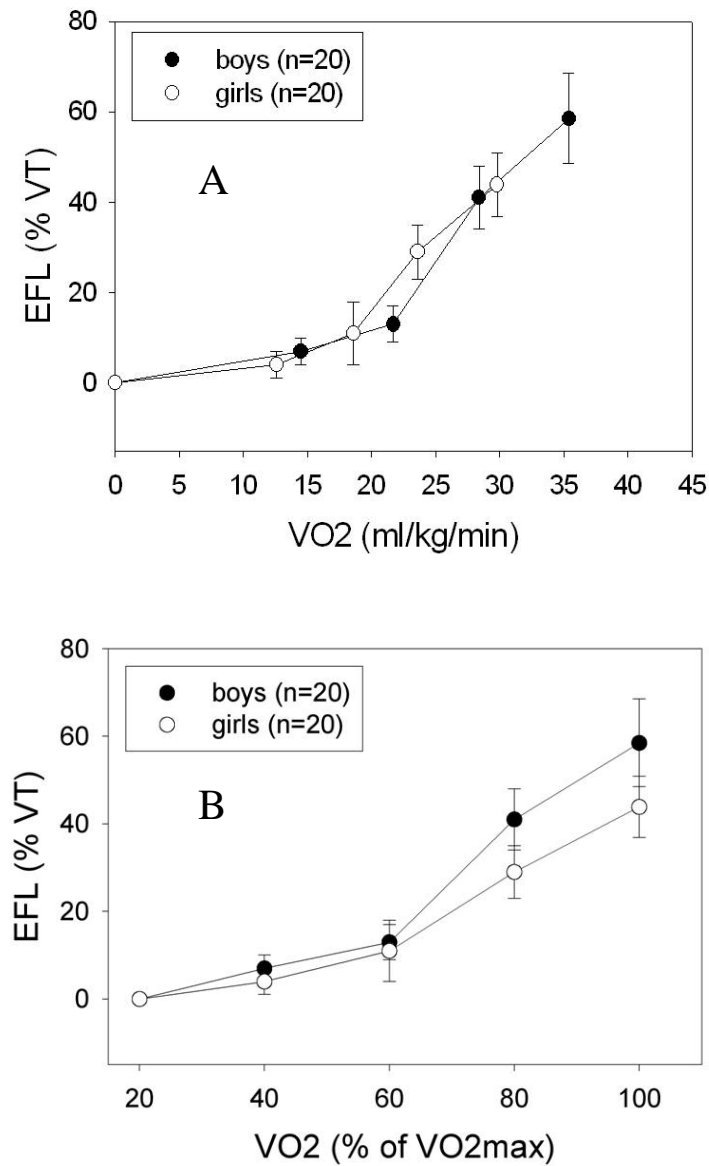 80
boys (n=20)
girls (n=20)
60
A
EFL (% VT)
40
20
0
0 5 10 15 20 25 30 35 40 45
VO2 (ml/kg/min)
80
boys (n=20)
girls (n=20)
60
B
EFL (% VT)
40
20
0
20 40 60 80 100
VO2 (% of VO2max)